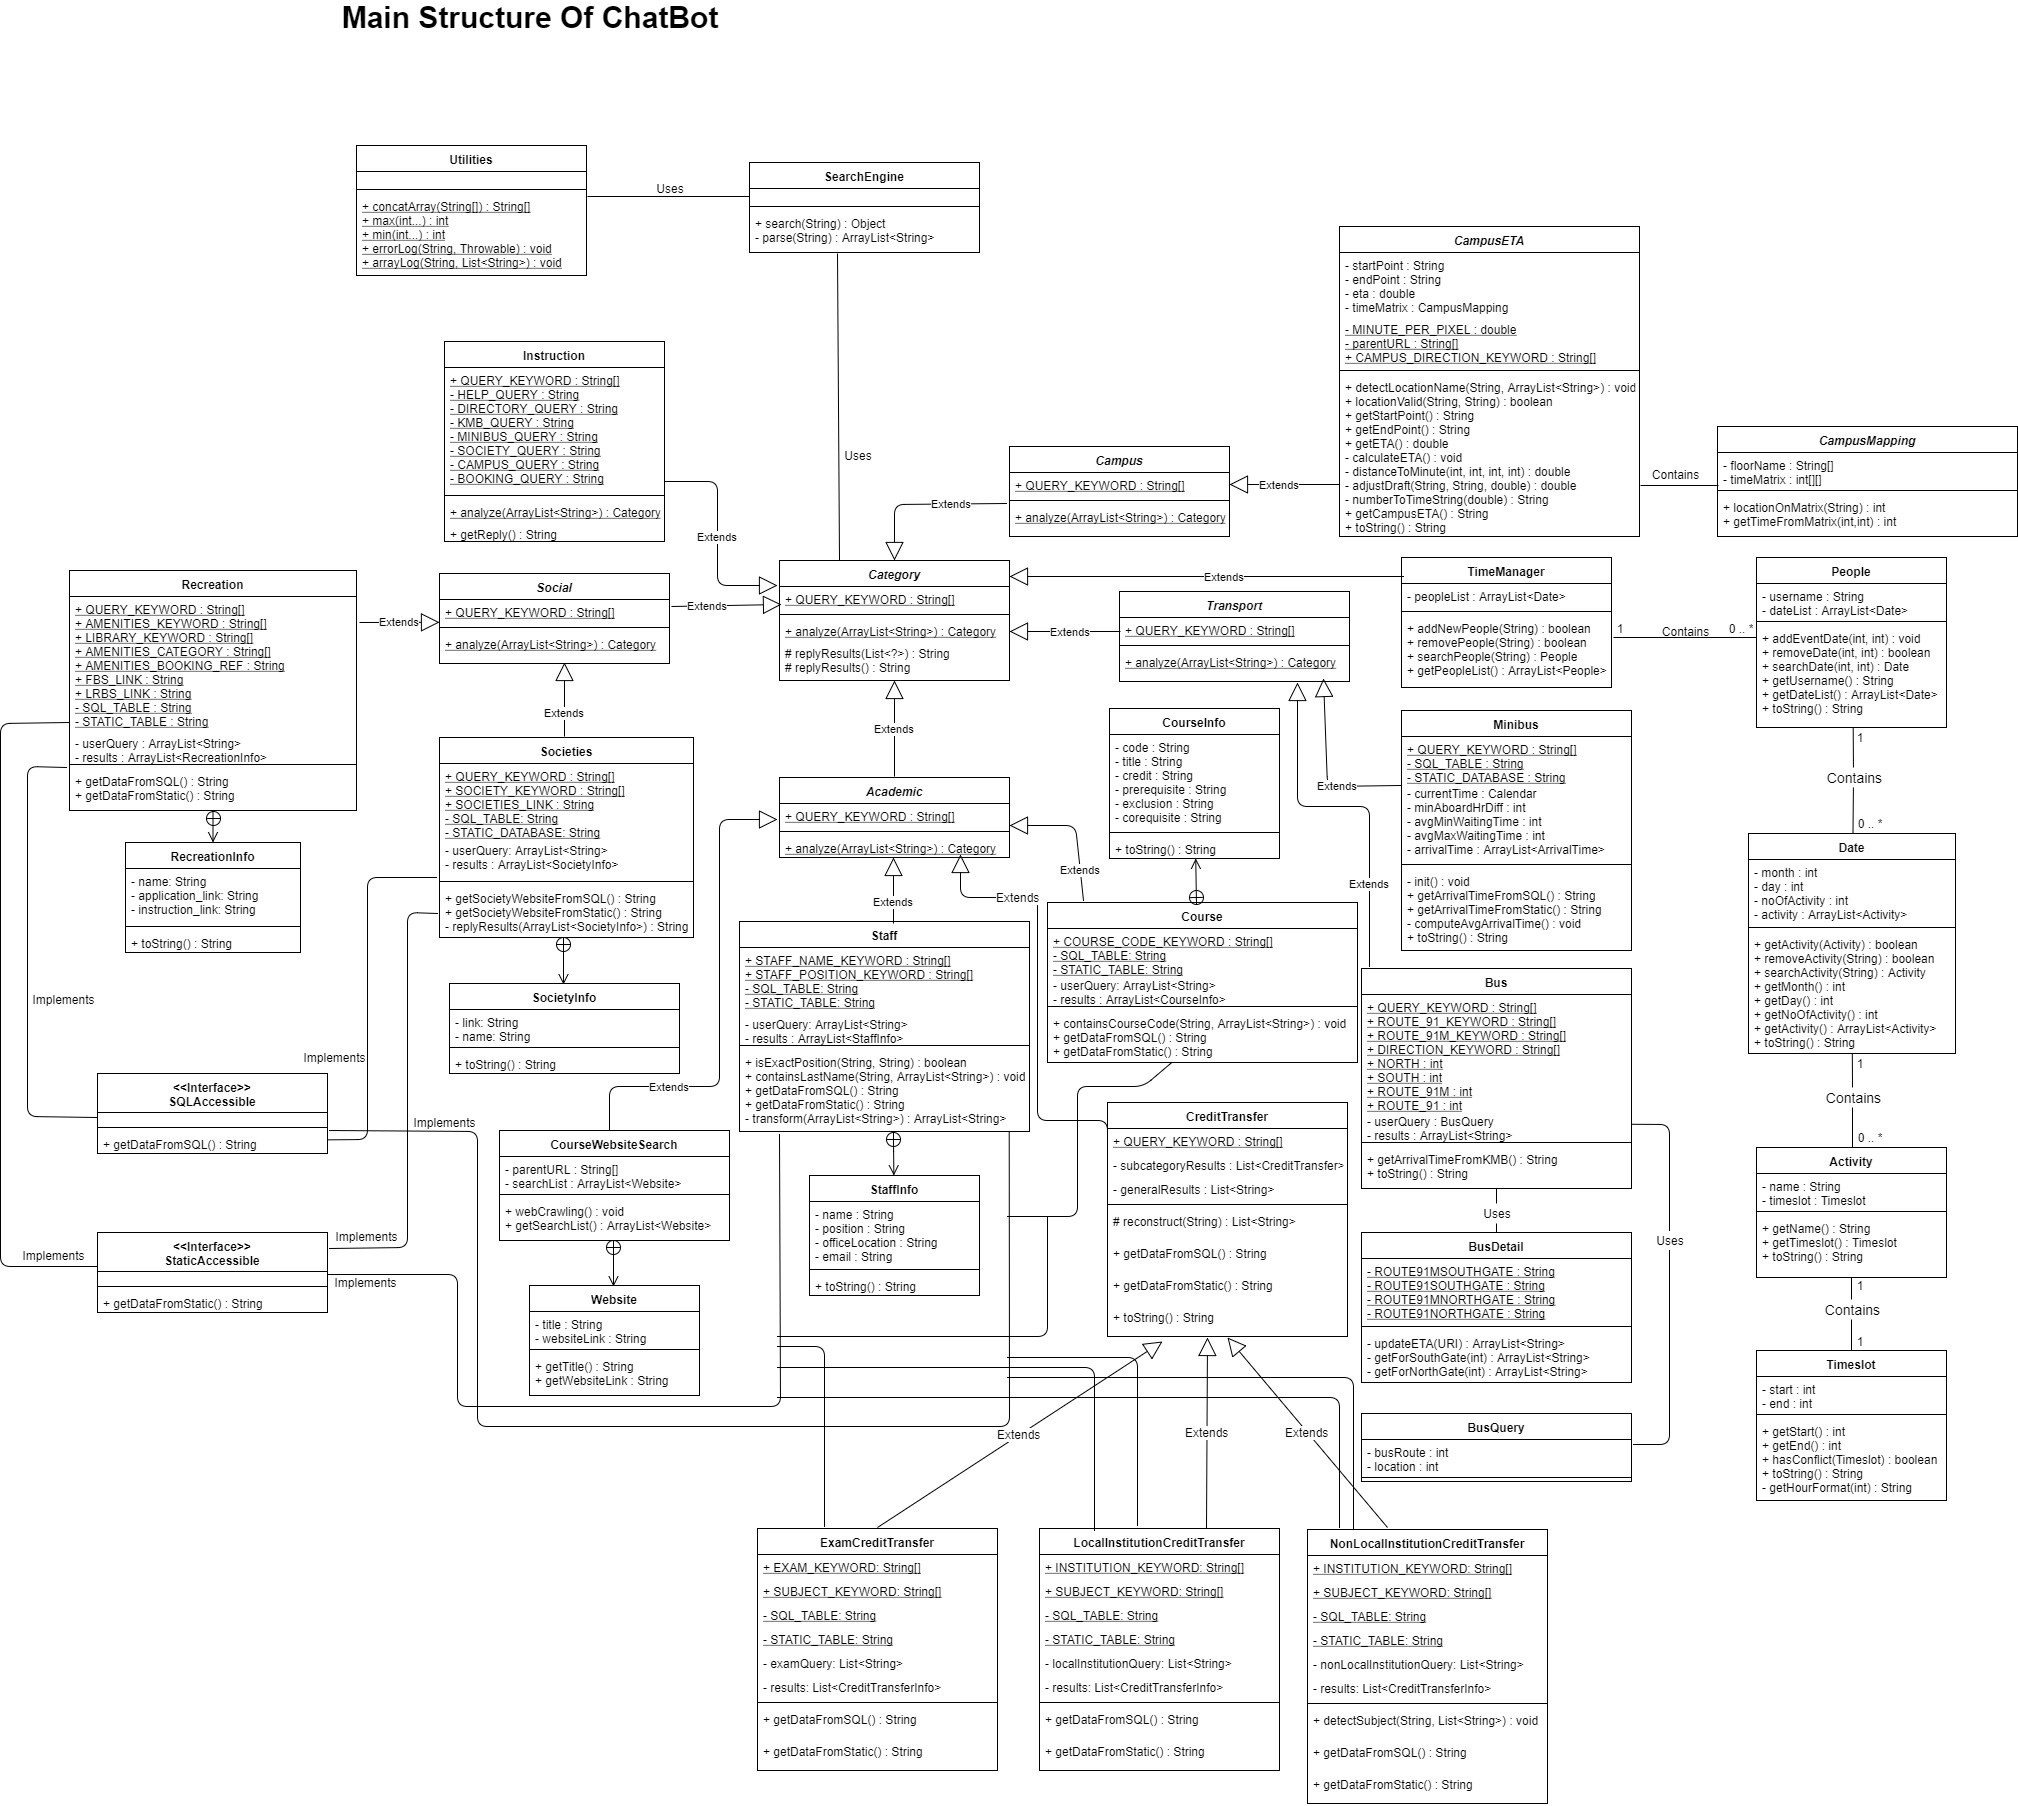 Main Structure Of ChatBot
Utilities
+ concatArray(String[]) : String[]
+ max(int...) : int
+ min(int...) : int
+ errorLog(String, Throwable) : void
+ arrayLog(String, List<String>) : void
Uses
SearchEngine
+ search(String) : Object
- parse(String) : ArrayList<String>
Uses
CampusETA
- startPoint : String
- endPoint : String
- eta : double
- timeMatrix : CampusMapping
- MINUTE_PER_PIXEL : double
- parentURL : String[]
+ CAMPUS_DIRECTION_KEYWORD : String[]
+ detectLocationName(String, ArrayList<String>) : void
+ locationValid(String, String) : boolean
+ getStartPoint() : String
+ getEndPoint() : String
+ getETA() : double
- calculateETA() : void
- distanceToMinute(int, int, int, int) : double
- adjustDraft(String, String, double) : double
- numberToTimeString(double) : String
+ getCampusETA() : String
+ toString() : String
Contains
CampusMapping
- floorName : String[]
- timeMatrix : int[][]
+ locationOnMatrix(String) : int
+ getTimeFromMatrix(int,int) : int
Instruction
+ QUERY_KEYWORD : String[]
- HELP_QUERY : String
- DIRECTORY_QUERY : String
- KMB_QUERY : String
- MINIBUS_QUERY : String
- SOCIETY_QUERY : String
- CAMPUS_QUERY : String
- BOOKING_QUERY : String
+ analyze(ArrayList<String>) : Category
+ getReply() : String
Extends
Campus
+ QUERY_KEYWORD : String[]
+ analyze(ArrayList<String>) : Category
Extends
Extends
Recreation
+ QUERY_KEYWORD : String[]
+ AMENITIES_KEYWORD : String[]
+ LIBRARY_KEYWORD : String[]
+ AMENITIES_CATEGORY : String[]
+ AMENITIES_BOOKING_REF : String
+ FBS_LINK : String
+ LRBS_LINK : String
- SQL_TABLE : String
- STATIC_TABLE : String
- userQuery : ArrayList<String>
- results : ArrayList<RecreationInfo>
+ getDataFromSQL() : String
+ getDataFromStatic() : String
Extends
Social
+ QUERY_KEYWORD : String[]
+ analyze(ArrayList<String>) : Category
Extends
Category
+ QUERY_KEYWORD : String[]
+ analyze(ArrayList<String>) : Category
# replyResults(List<?>) : String
# replyResults() : String
Extends
Extends
Transport
+ QUERY_KEYWORD : String[]
+ analyze(ArrayList<String>) : Category
TimeManager
- peopleList : ArrayList<Date>
+ addNewPeople(String) : boolean
+ removePeople(String) : boolean
+ searchPeople(String) : People
+ getPeopleList() : ArrayList<People>
1
Contains
0 .. *
People
- username : String
- dateList : ArrayList<Date>
+ addEventDate(int, int) : void
+ removeDate(int, int) : boolean
+ searchDate(int, int) : Date
+ getUsername() : String
+ getDateList() : ArrayList<Date>
+ toString() : String
1
Contains
0 .. *
RecreationInfo
- name: String
- application_link: String
- instruction_link: String
+ toString() : String
Extends
Societies
+ QUERY_KEYWORD : String[]
+ SOCIETY_KEYWORD : String[]
+ SOCIETIES_LINK : String
- SQL_TABLE: String
- STATIC_DATABASE: String
- userQuery: ArrayList<String>
- results : ArrayList<SocietyInfo>
+ getSocietyWebsiteFromSQL() : String
+ getSocietyWebsiteFromStatic() : String
- replyResults(ArrayList<SocietyInfo>) : String
Extends
Academic
+ QUERY_KEYWORD : String[]
+ analyze(ArrayList<String>) : Category
Extends
Extends
Extends
CourseInfo
- code : String
- title : String
- credit : String
- prerequisite : String
- exclusion : String
- corequisite : String
+ toString() : String
Extends
Extends
Minibus
+ QUERY_KEYWORD : String[]
- SQL_TABLE : String
- STATIC_DATABASE : String
- currentTime : Calendar
- minAboardHrDiff : int
- avgMinWaitingTime : int
- avgMaxWaitingTime : int
- arrivalTime : ArrayList<ArrivalTime>
- init() : void
+ getArrivalTimeFromSQL() : String
+ getArrivalTimeFromStatic() : String
- computeAvgArrivalTime() : void
+ toString() : String
Date
- month : int
- day : int
- noOfActivity : int
- activity : ArrayList<Activity>
+ getActivity(Activity) : boolean
+ removeActivity(String) : boolean
+ searchActivity(String) : Activity
+ getMonth() : int
+ getDay() : int
+ getNoOfActivity() : int
+ getActivity() : ArrayList<Activity>
+ toString() : String
1
Contains
0 .. *
Staff
+ STAFF_NAME_KEYWORD : String[]
+ STAFF_POSITION_KEYWORD : String[]
- SQL_TABLE: String
- STATIC_TABLE: String
- userQuery: ArrayList<String>
- results : ArrayList<StaffInfo>
+ isExactPosition(String, String) : boolean
+ containsLastName(String, ArrayList<String>) : void
+ getDataFromSQL() : String
+ getDataFromStatic() : String
- transform(ArrayList<String>) : ArrayList<String>
Course
+ COURSE_CODE_KEYWORD : String[]
- SQL_TABLE: String
- STATIC_TABLE: String
- userQuery: ArrayList<String>
- results : ArrayList<CourseInfo>
+ containsCourseCode(String, ArrayList<String>) : void
+ getDataFromSQL() : String
+ getDataFromStatic() : String
Bus
+ QUERY_KEYWORD : String[]
+ ROUTE_91_KEYWORD : String[]
+ ROUTE_91M_KEYWORD : String[]
+ DIRECTION_KEYWORD : String[]
+ NORTH : int
+ SOUTH : int
+ ROUTE_91M : int
+ ROUTE_91 : int
- userQuery : BusQuery
- results : ArrayList<String>
+ getArrivalTimeFromKMB() : String
+ toString() : String
Uses
Uses
SocietyInfo
- link: String
- name: String
+ toString() : String
Implements
Implements
<<Interface>>
SQLAccessible
+ getDataFromSQL() : String
Implements
Extends
CourseWebsiteSearch
- parentURL : String[]
- searchList : ArrayList<Website>
+ webCrawling() : void
+ getSearchList() : ArrayList<Website>
StaffInfo
- name : String
- position : String
- officeLocation : String
- email : String
+ toString() : String
CreditTransfer
+ QUERY_KEYWORD : String[]
- subcategoryResults : List<CreditTransfer>
- generalResults : List<String>
# reconstruct(String) : List<String>
+ getDataFromSQL() : String
+ getDataFromStatic() : String
+ toString() : String
Activity
- name : String
- timeslot : Timeslot
+ getName() : String
+ getTimeslot() : Timeslot
+ toString() : String
1
Contains
1
Implements
Implements
Implements
<<Interface>>
StaticAccessible
+ getDataFromStatic() : String
Website
- title : String
- websiteLink : String
+ getTitle() : String
+ getWebsiteLink : String
BusDetail
- ROUTE91MSOUTHGATE : String
- ROUTE91SOUTHGATE : String
- ROUTE91MNORTHGATE : String
- ROUTE91NORTHGATE : String
- updateETA(URI) : ArrayList<String>
- getForSouthGate(int) : ArrayList<String>
- getForNorthGate(int) : ArrayList<String>
Timeslot
- start : int
- end : int
+ getStart() : int
+ getEnd() : int
+ hasConflict(Timeslot) : boolean
+ toString() : String
- getHourFormat(int) : String
Extends
Extends
Extends
BusQuery
- busRoute : int
- location : int
ExamCreditTransfer
+ EXAM_KEYWORD: String[]
+ SUBJECT_KEYWORD: String[]
- SQL_TABLE: String
- STATIC_TABLE: String
- examQuery: List<String>
- results: List<CreditTransferInfo>
+ getDataFromSQL() : String
+ getDataFromStatic() : String
LocalInstitutionCreditTransfer
+ INSTITUTION_KEYWORD: String[]
+ SUBJECT_KEYWORD: String[]
- SQL_TABLE: String
- STATIC_TABLE: String
- localInstitutionQuery: List<String>
- results: List<CreditTransferInfo>
+ getDataFromSQL() : String
+ getDataFromStatic() : String
NonLocalInstitutionCreditTransfer
+ INSTITUTION_KEYWORD: String[]
+ SUBJECT_KEYWORD: String[]
- SQL_TABLE: String
- STATIC_TABLE: String
- nonLocalInstitutionQuery: List<String>
- results: List<CreditTransferInfo>
+ detectSubject(String, List<String>) : void
+ getDataFromSQL() : String
+ getDataFromStatic() : String